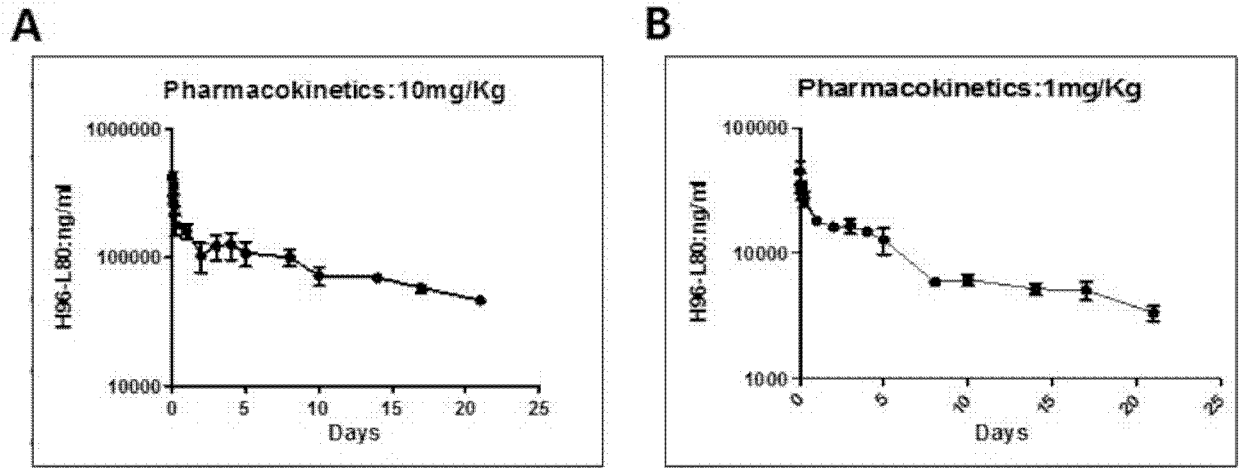 A
Pharmacokinetics:10mg/Kg
1000000
100000
10000
H96-L80:ng/ml
0 5 10 15 20 25
Days
B
Pharmacokinetics:1mg/Kg
100000
10000
1000
H96-L80:ng/ml
0 5 10 15 20 25
Days